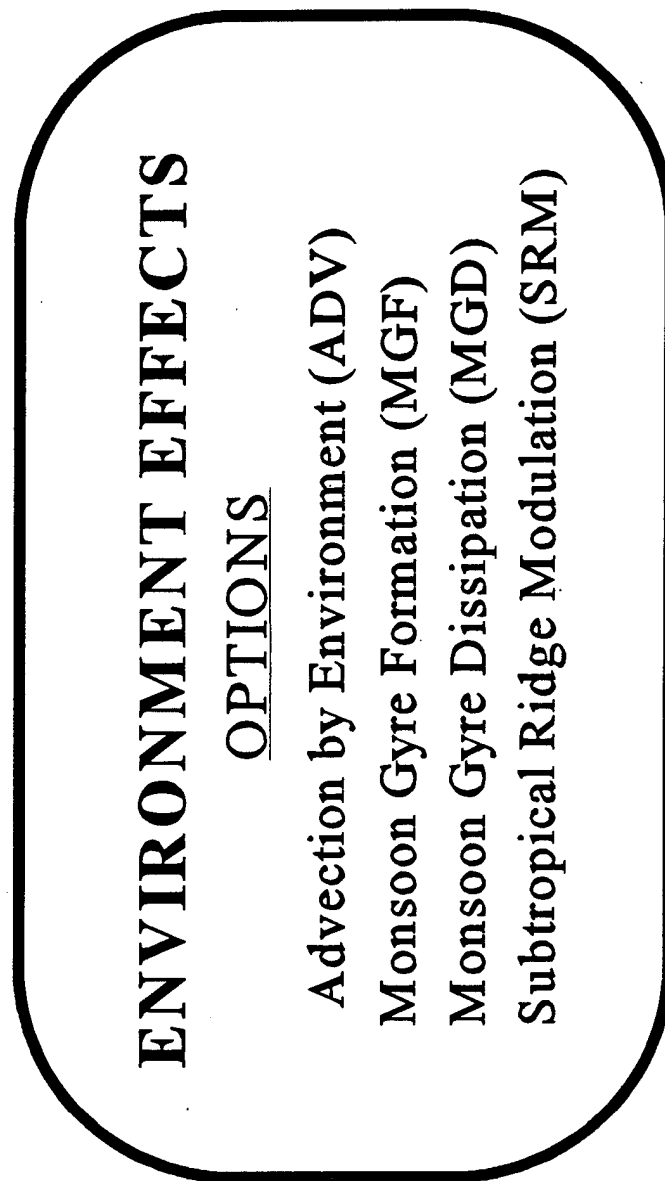 ENVIRONMENT EFFECTS
OPTIONS
Advection by Environment (ADV)
Monsoon Gyre Formation (MGF)
Monsoon Gyre Dissipation (MGD)
Subtropical Ridge Modulation (SRM)